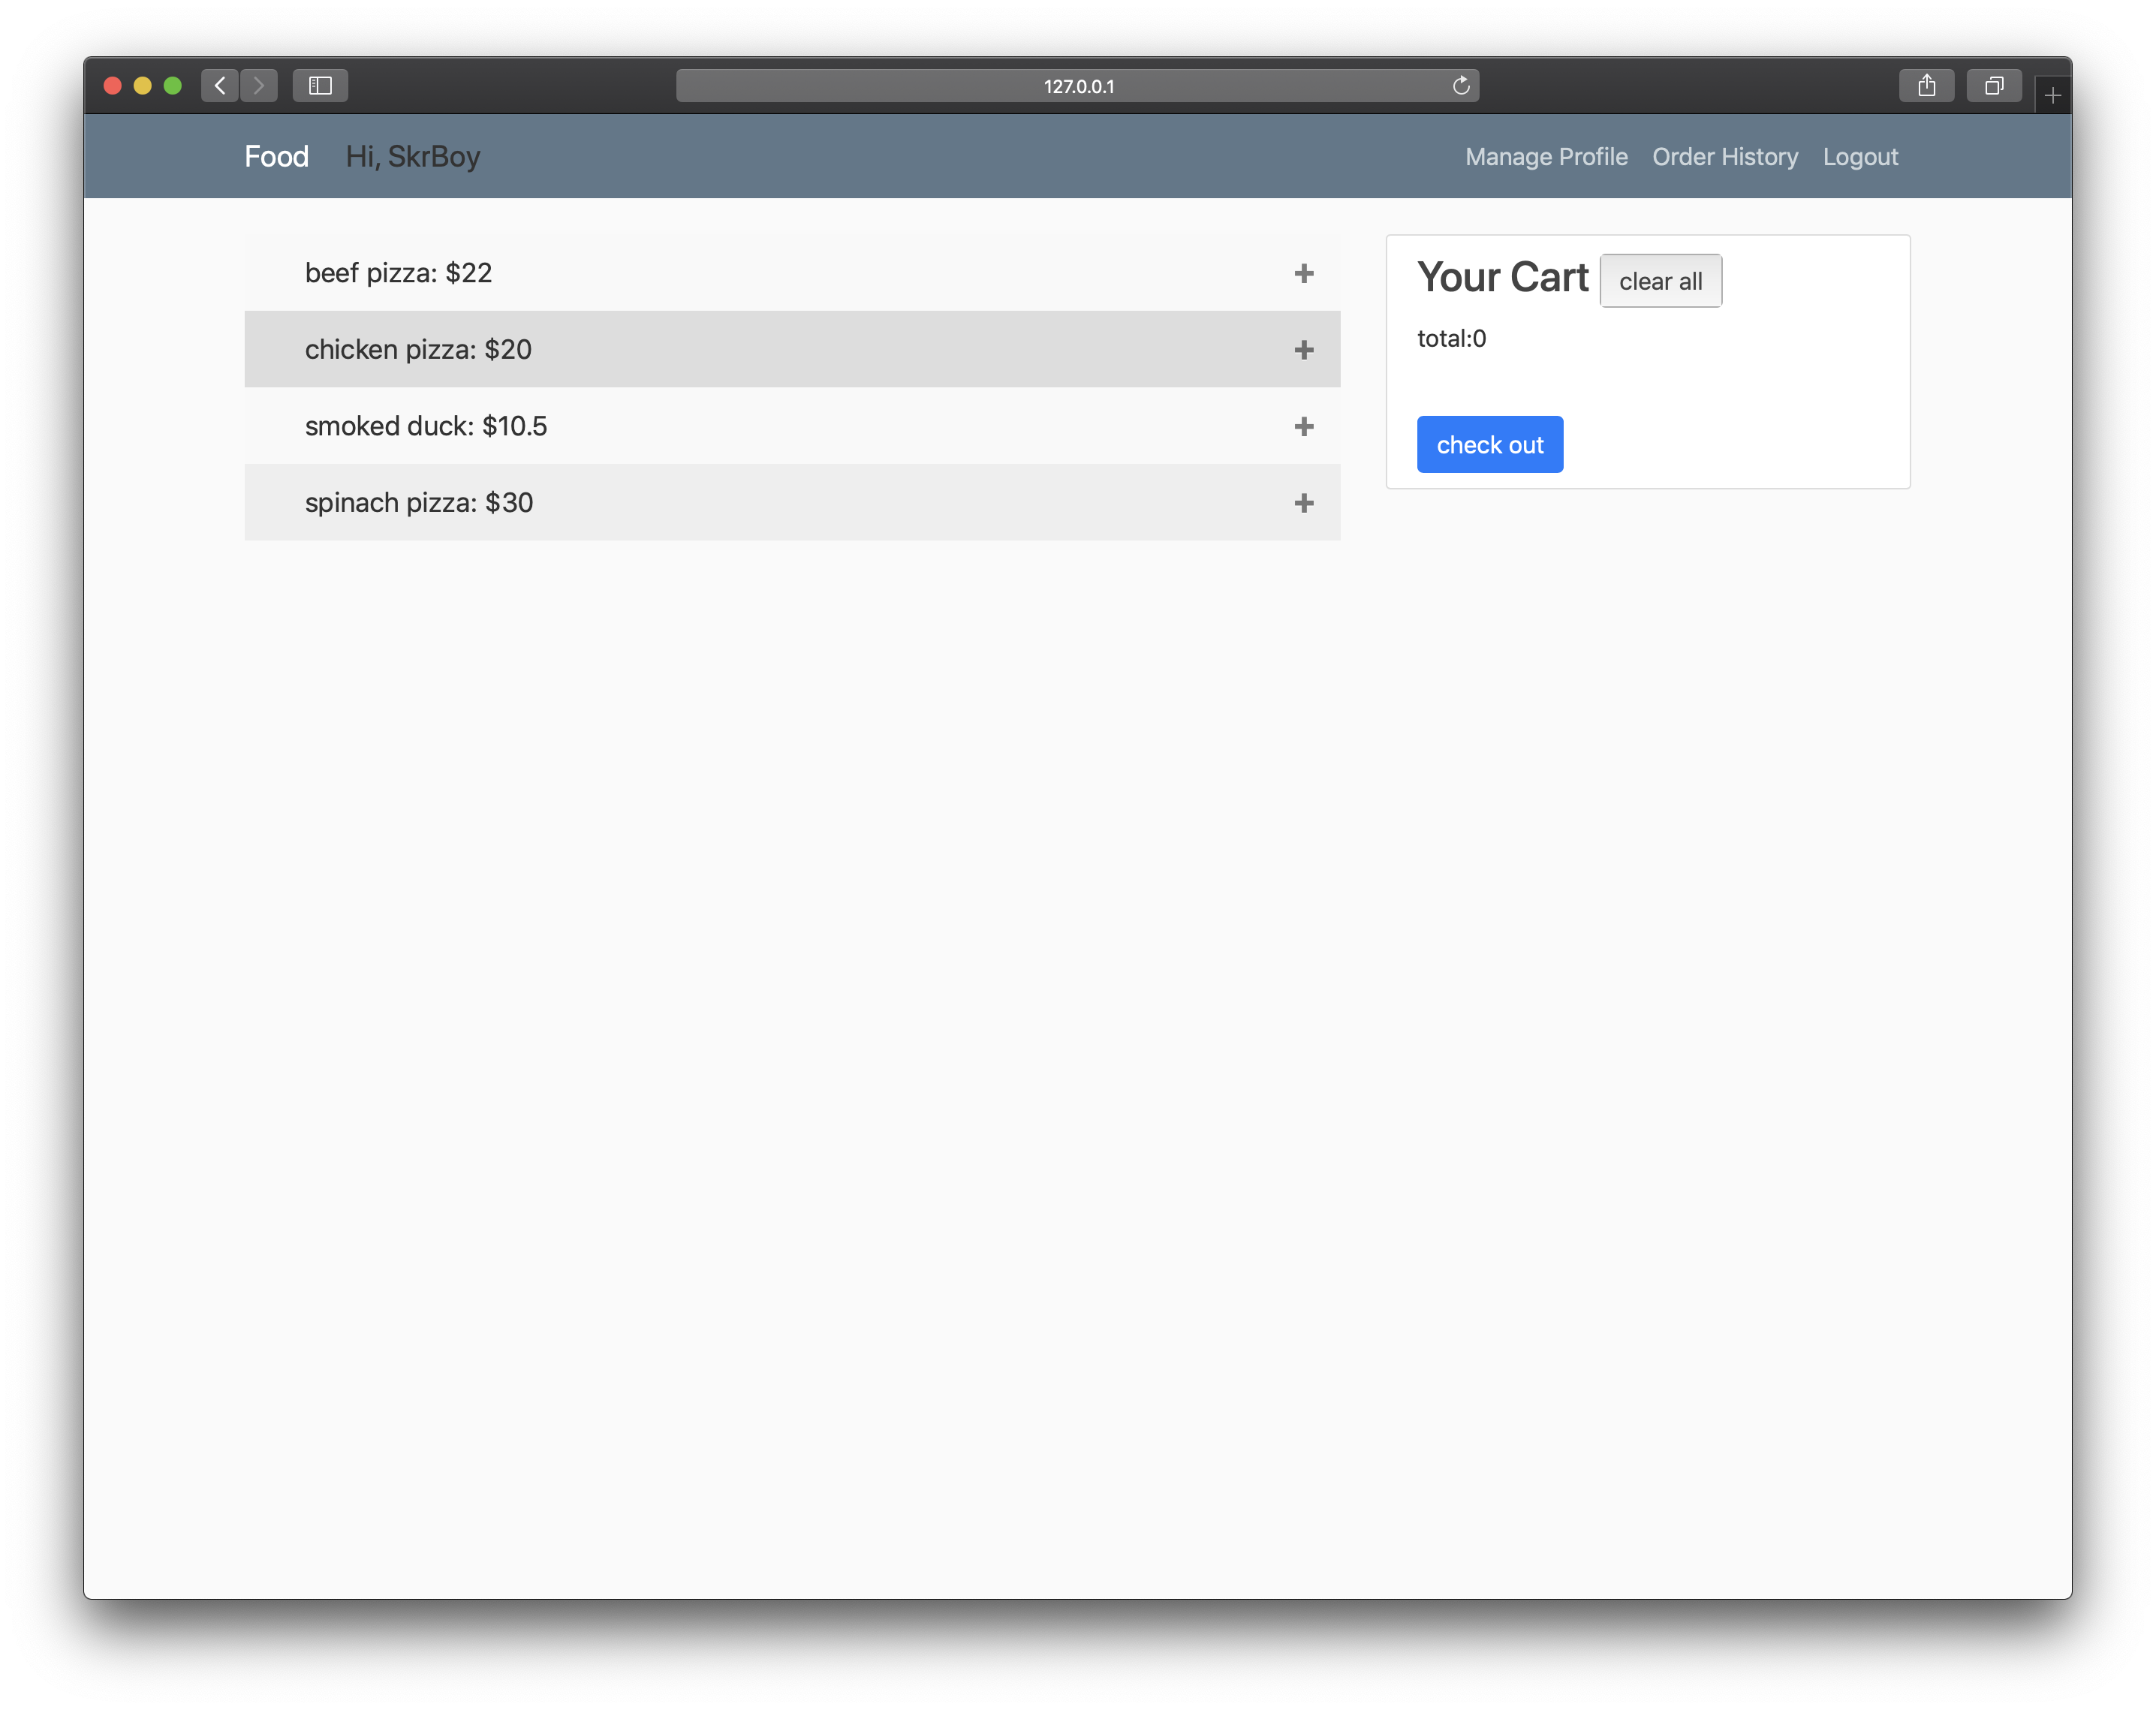 127.0.0.1
Food Hi, SkrBoy Manage Profile Order History Logout
beef pizza: $22
chicken pizza: $20
smoked duck: $10.5
spinach pizza: $30
Your Cart clear all
total:0
check out